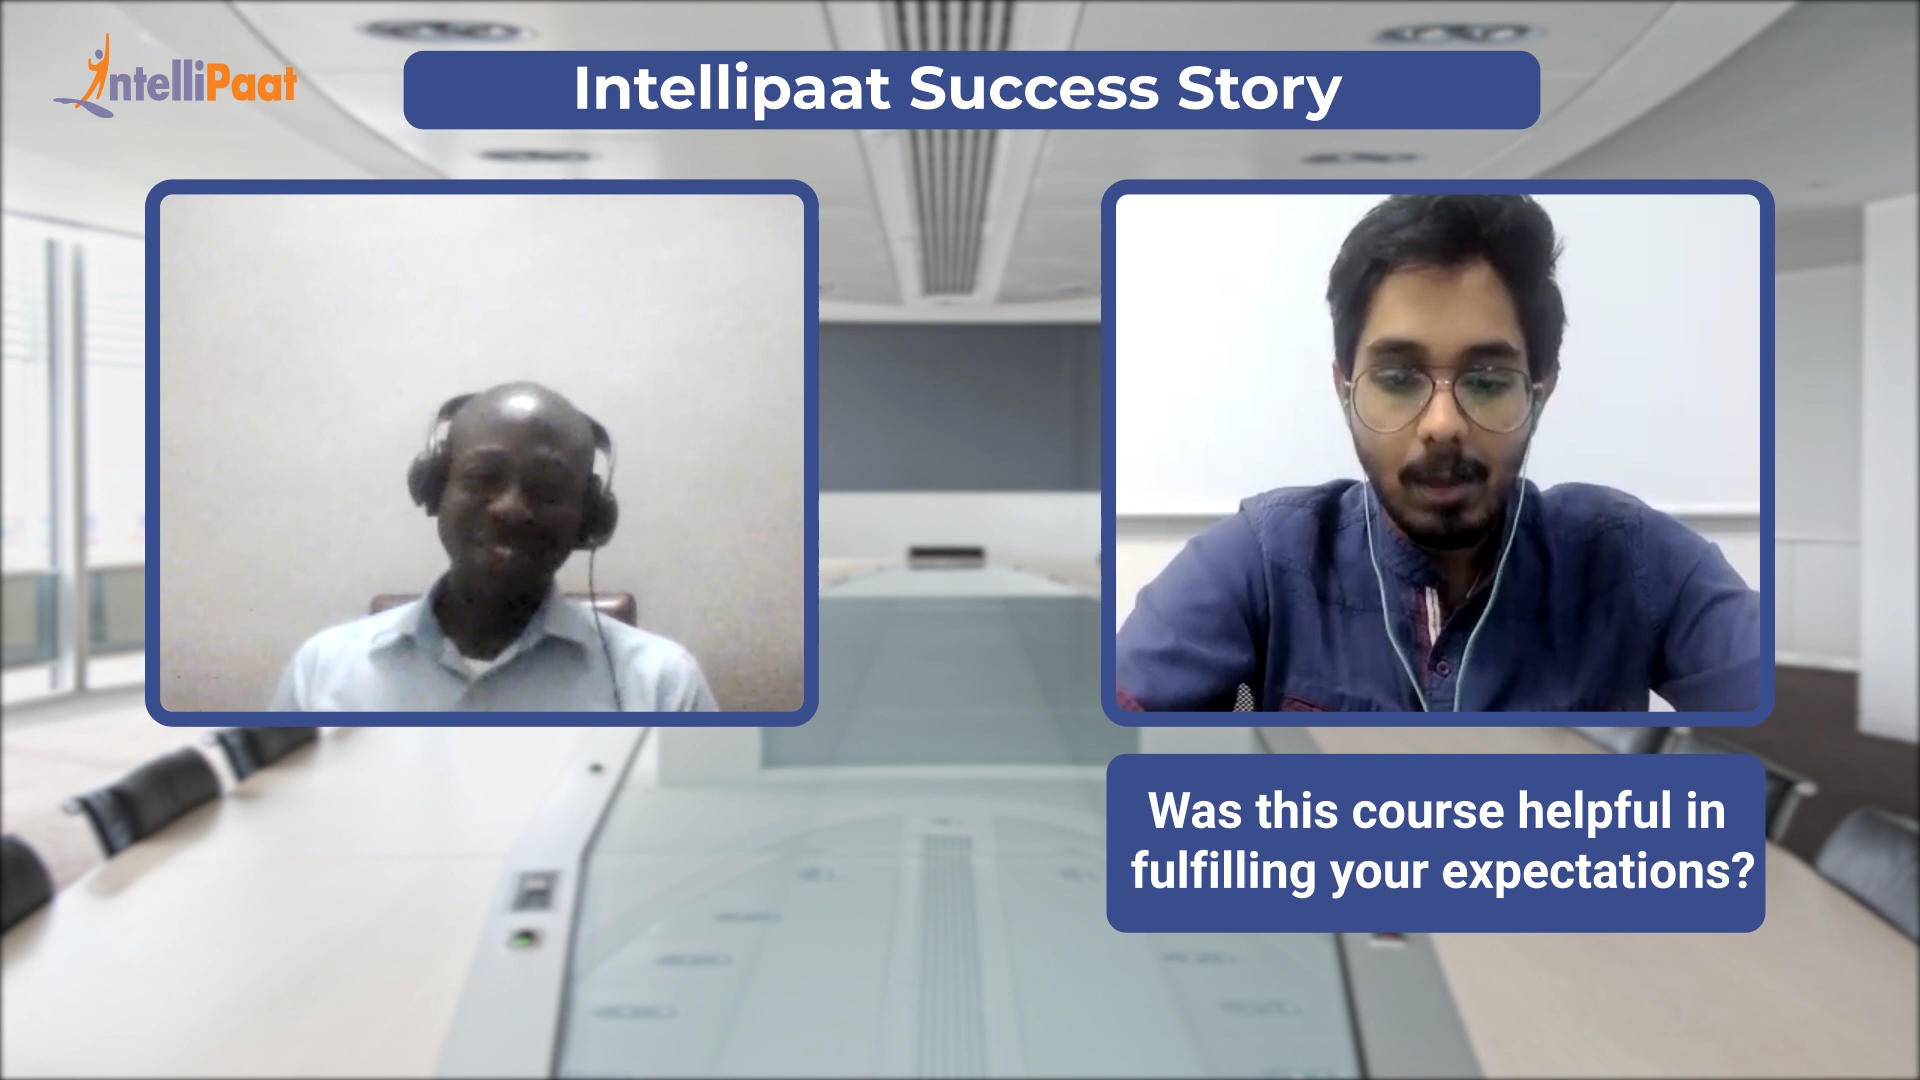 IntelliPaat
Intellipaat Success Story
Was this course helpful in
fulfilling your expectations?